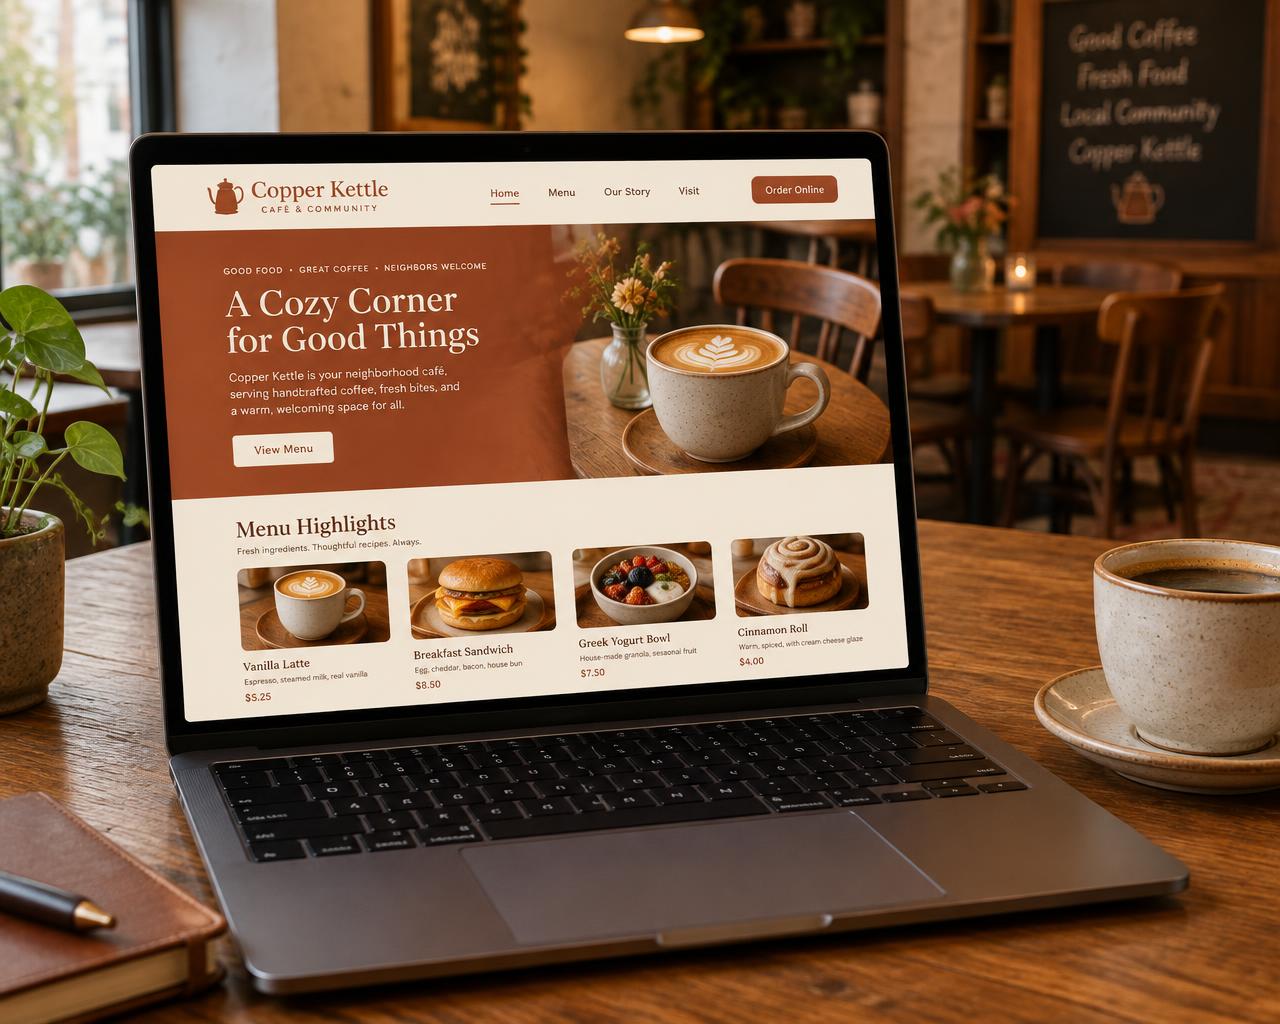 Good Coffee
Fresh Food
Local Community
Copper Kettle
Copper Kettle
CAFÉ & COMMUNITY
Home
Menu
Our Story
Visit
Order Online
GOOD FOOD • GREAT COFFEE • NEIGHBORS WELCOME
A Cozy Corner
for Good Things
Copper Kettle is your neighborhood café,
serving handcrafted coffee, fresh bites, and
a warm, welcoming space for all.
View Menu
Menu Highlights
Fresh ingredients. Thoughtful recipes. Always.
Vanilla Latte
Espresso, steamed milk, real vanilla
$5.25
Breakfast Sandwich
Egg, cheddar, bacon, house bun
$8.50
Greek Yogurt Bowl
House-made granola, sesaonal fruit
$7.50
Cinnamon Roll
Warm, spiced, with cream cheese glaze
$4.00